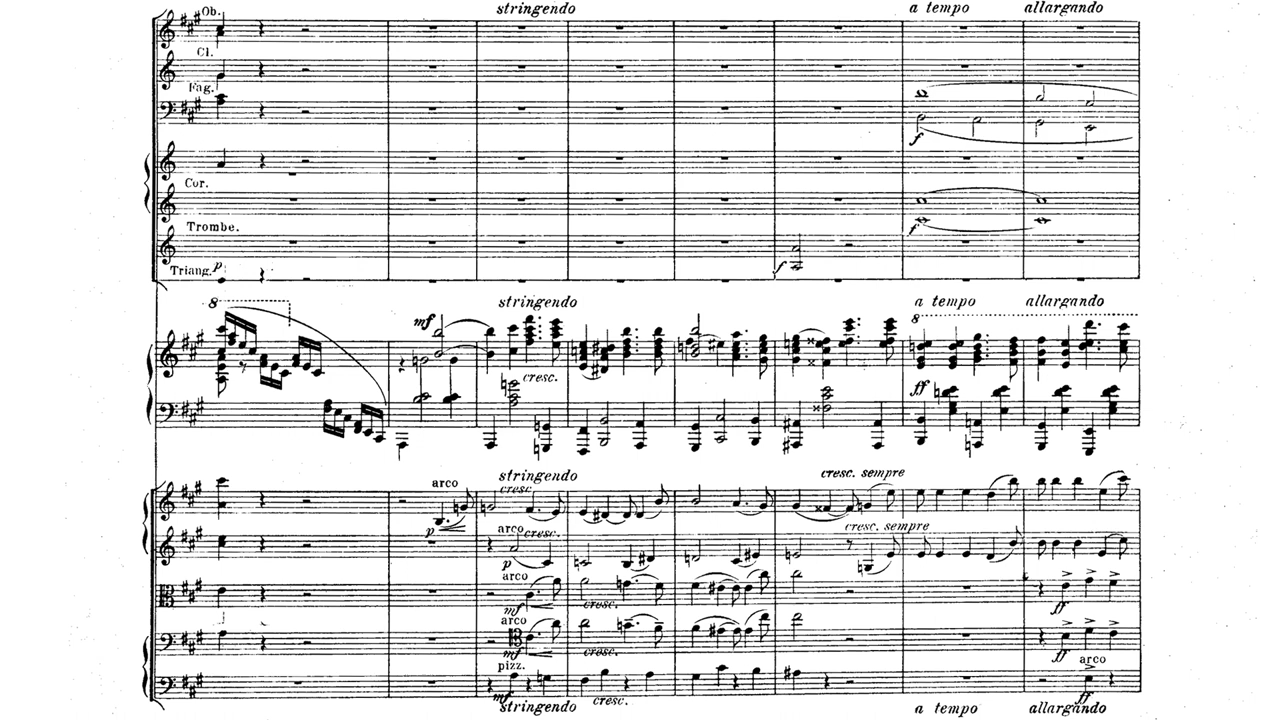 Ob.
stringendo
a tempo
allargando
Cl.
Fag.
f
Cor.
f
Trombe.
f
Triang. p
8
stringendo
a tempo
allargando
8
mf
cresc.
ff
stringendo
cresc. sempre
arco
cresc
p
arco cresc.
cresc. sempre
p
arco
mf
cresc.
ff
arco
mf
cresc.
ff
pizz.
arco
mf
cresc.
ff
stringendo
a tempo
allargando